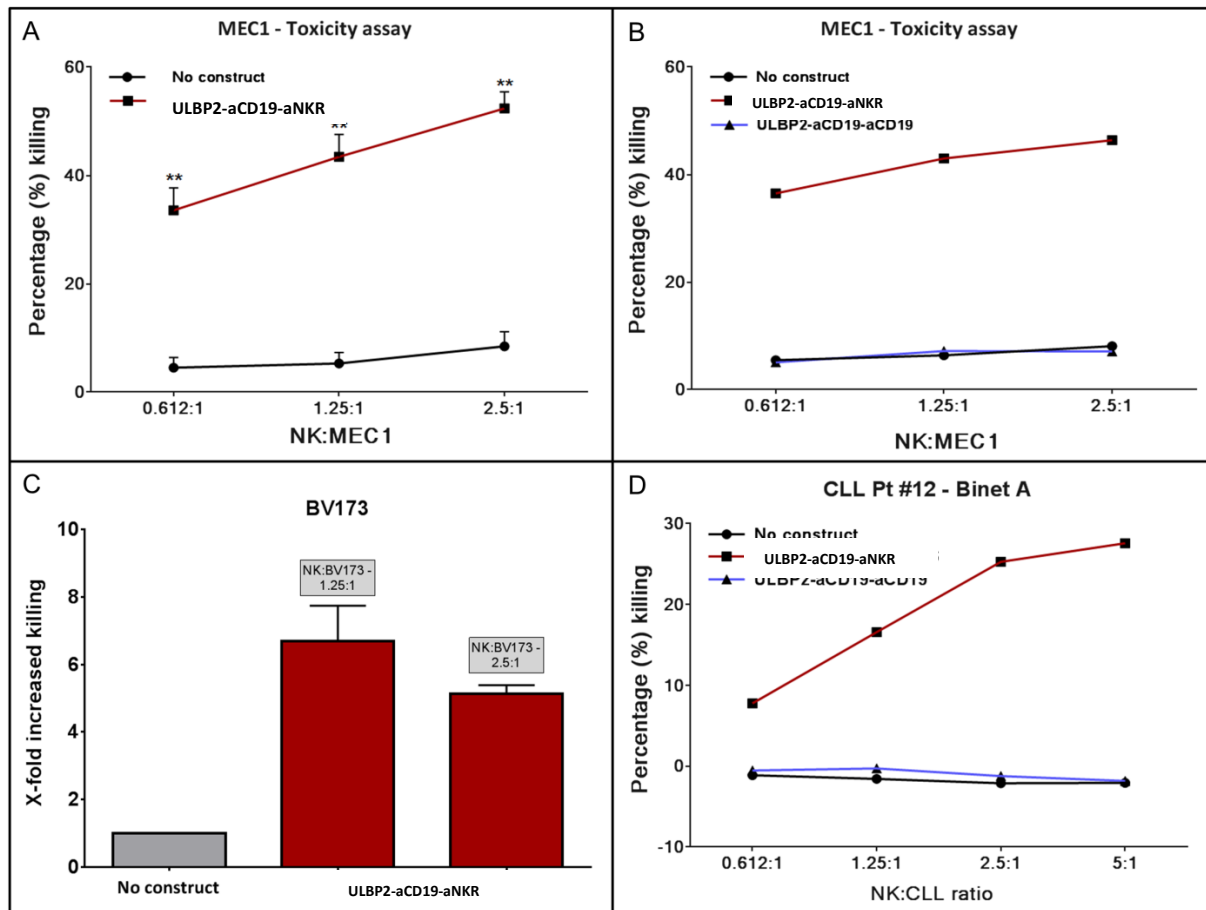 A
MEC1 - Toxicity assay
Percentage (%) killing
60
40
20
0
No construct
ULBP2-aCD19-aNKR
**
**
**
0.612:1 1.25:1 2.5:1
NK:MEC1
B
MEC1 - Toxicity assay
Percentage (%) killing
60
40
20
0
No construct
ULBP2-aCD19-aNKR
ULBP2-aCD19-aCD19
0.612:1 1.25:1 2.5:1
NK:MEC1
C
BV173
X-fold increased killing
10
8
6
4
2
0
NK:BV173 -
1.25:1
NK:BV173 -
2.5:1
No construct ULBP2-aCD19-aNKR
D
CLL Pt #12 - Binet A
Percentage (%) killing
30
20
10
0
-10
No construct
ULBP2-aCD19-aNKR
ULBP2-aCD19-aCD19
0.612:1 1.25:1 2.5:1 5:1
NK:CLL ratio